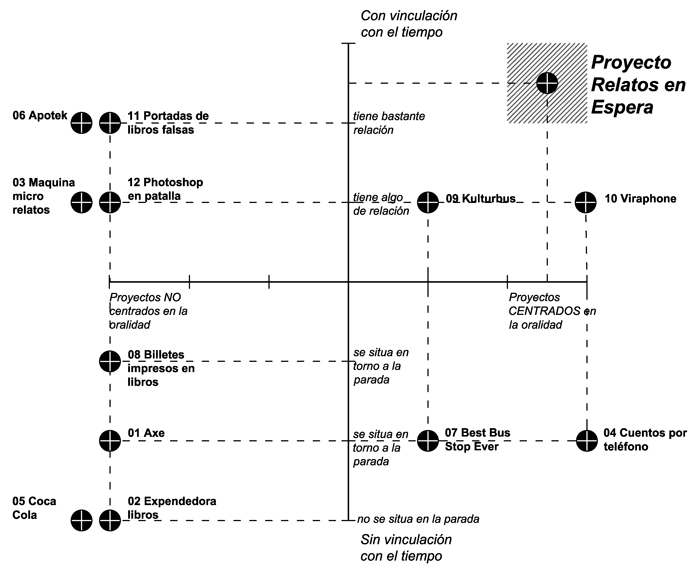 Con vinculación
con el tiempo
Proyecto
Relatos en
Espera
06 Apotek
11 Portadas de
libros falsas
tiene bastante
relación
03 Maquina
micro
relatos
12 Photoshop
en patalla
tiene algo
de relación
09 Kulturbus
10 Viraphone
Proyectos NO
centrados en la
oralidad
Proyectos
CENTRADOS en
la oralidad
08 Billetes
impresos en
libros
se situa en
torno a la
parada
01 Axe
se situa en
torno a la
parada
07 Best Bus
Stop Ever
04 Cuentos por
teléfono
05 Coca
Cola
02 Expendedora
libros
no se situa en la parada
Sin vinculación
con el tiempo